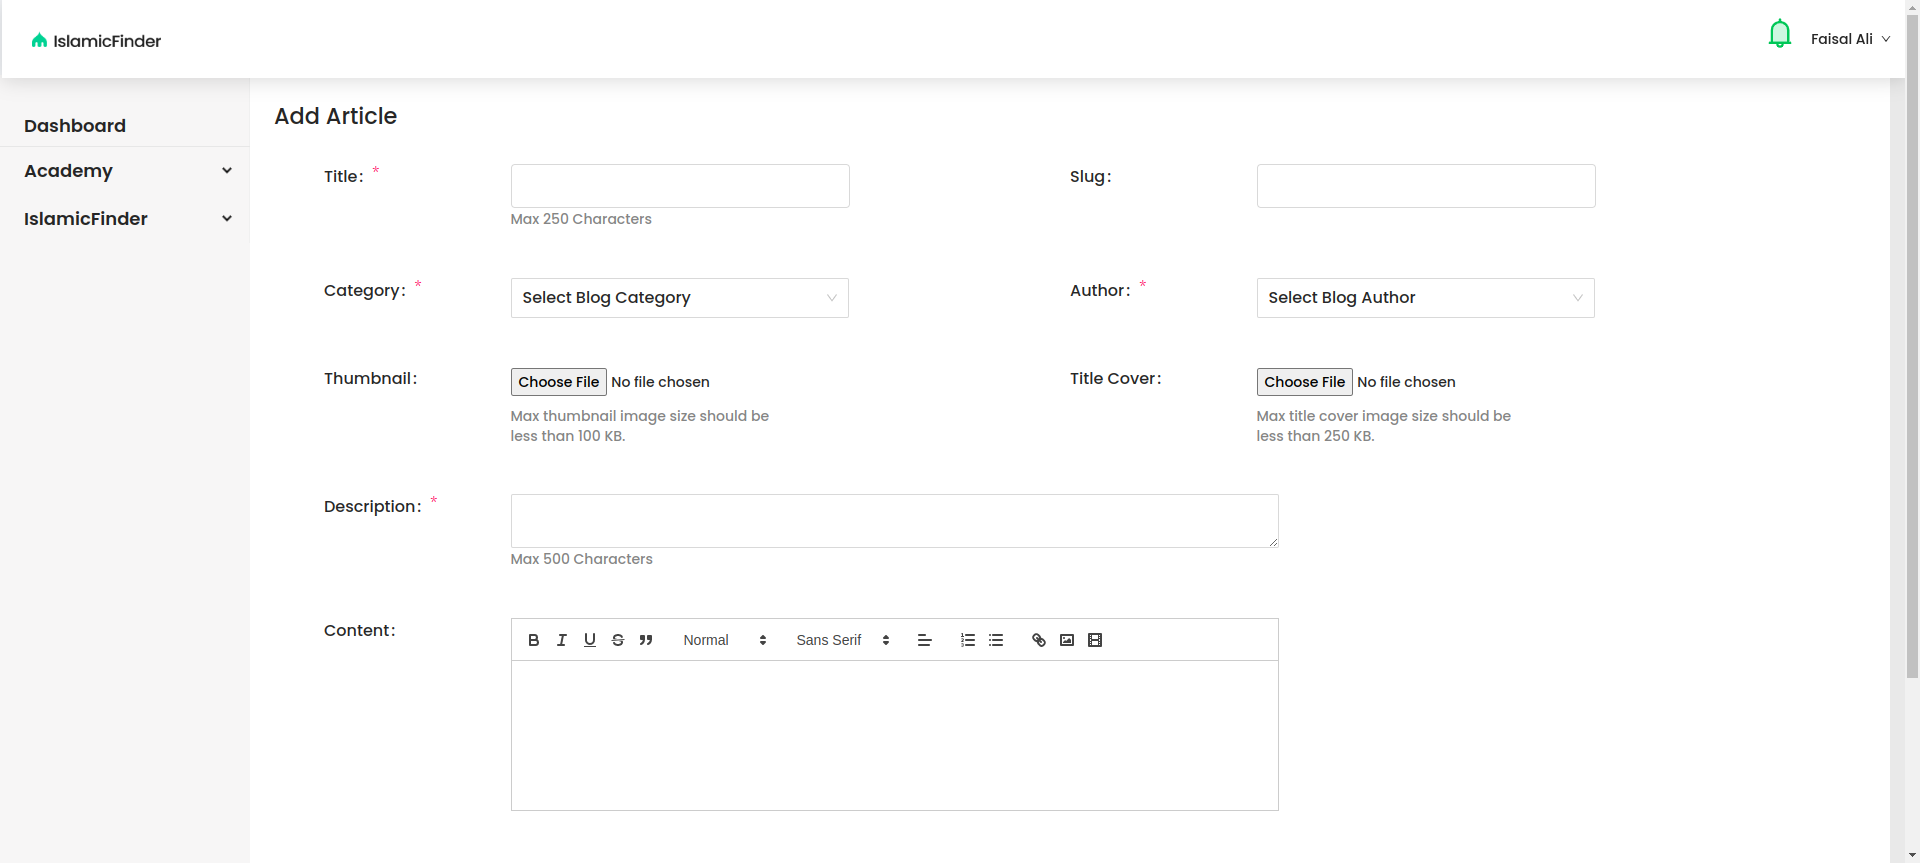 IslamicFinder
Faisal Ali
Dashboard
Academy
IslamicFinder
Add Article
Title: *
Max 250 Characters
Slug:
Category: *
Select Blog Category
Author: *
Select Blog Author
Thumbnail:
Choose File No file chosen
Max thumbnail image size should be
less than 100 KB.
Title Cover:
Choose File No file chosen
Max title cover image size should be
less than 250 KB.
Description: *
Max 500 Characters
Content:
Normal
Sans Serif